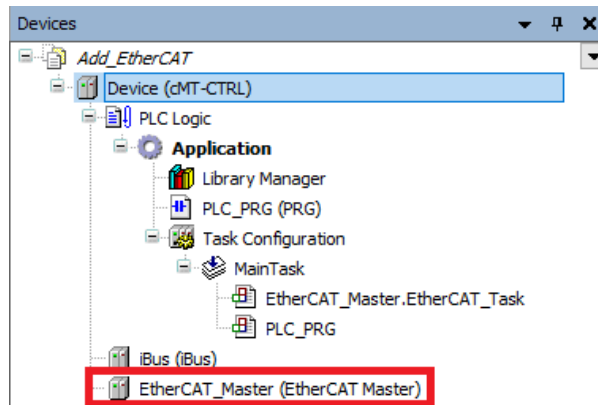 Devices
Add_EtherCAT
Device (cMT-CTRL)
PLC Logic
Application
Library Manager
PLC_PRG (PRG)
Task Configuration
MainTask
EtherCAT_Master.EtherCAT_Task
PLC_PRG
iBus (iBus)
EtherCAT_Master (EtherCAT Master)